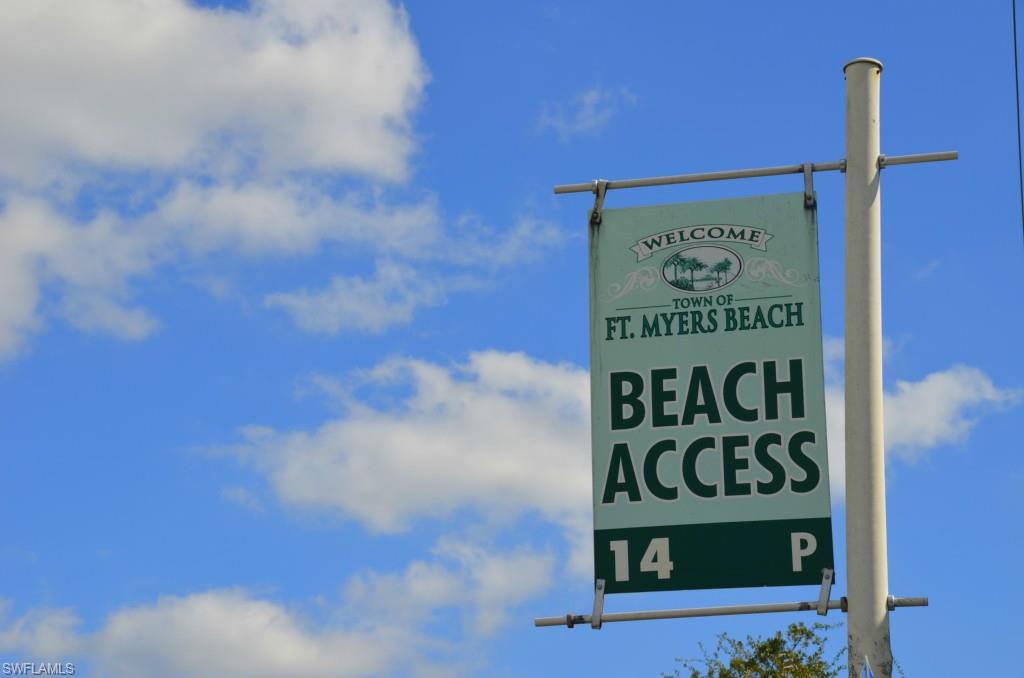 WELCOME
TOWN OF
FT. MYERS BEACH
BEACH
ACCESS
14 P
SWFLAMLS